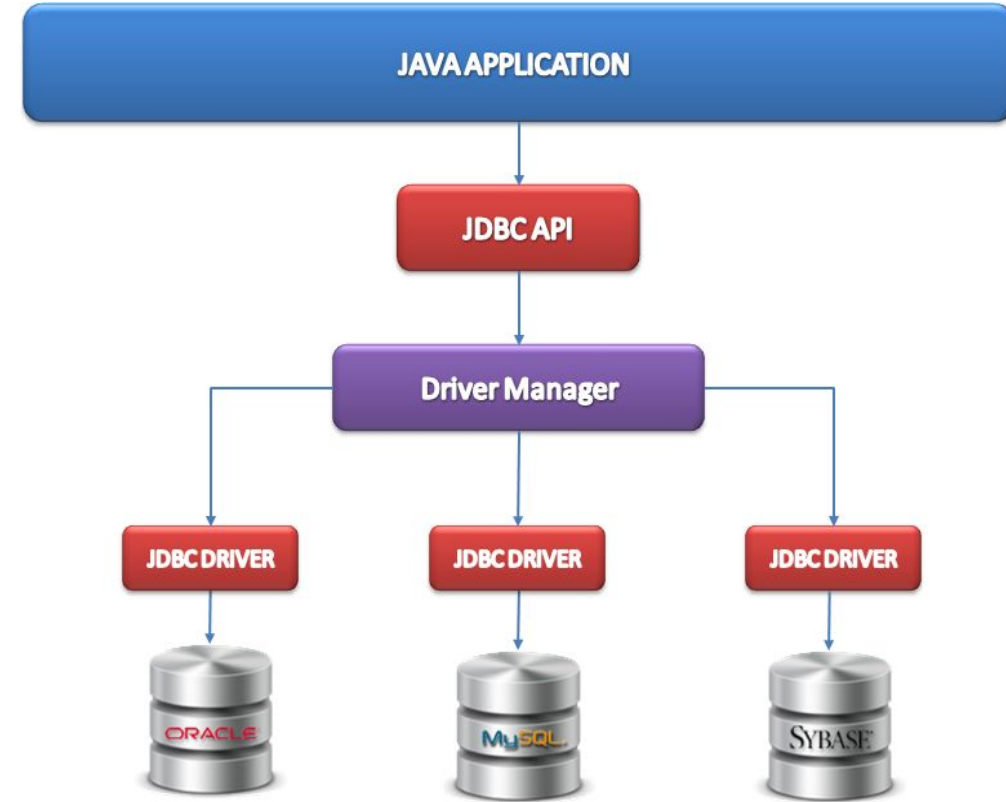 JAVA APPLICATION
JDBC API
Driver Manager
JDBC DRIVER
JDBC DRIVER
JDBC DRIVER
ORACLE
MySQL
SYBASE